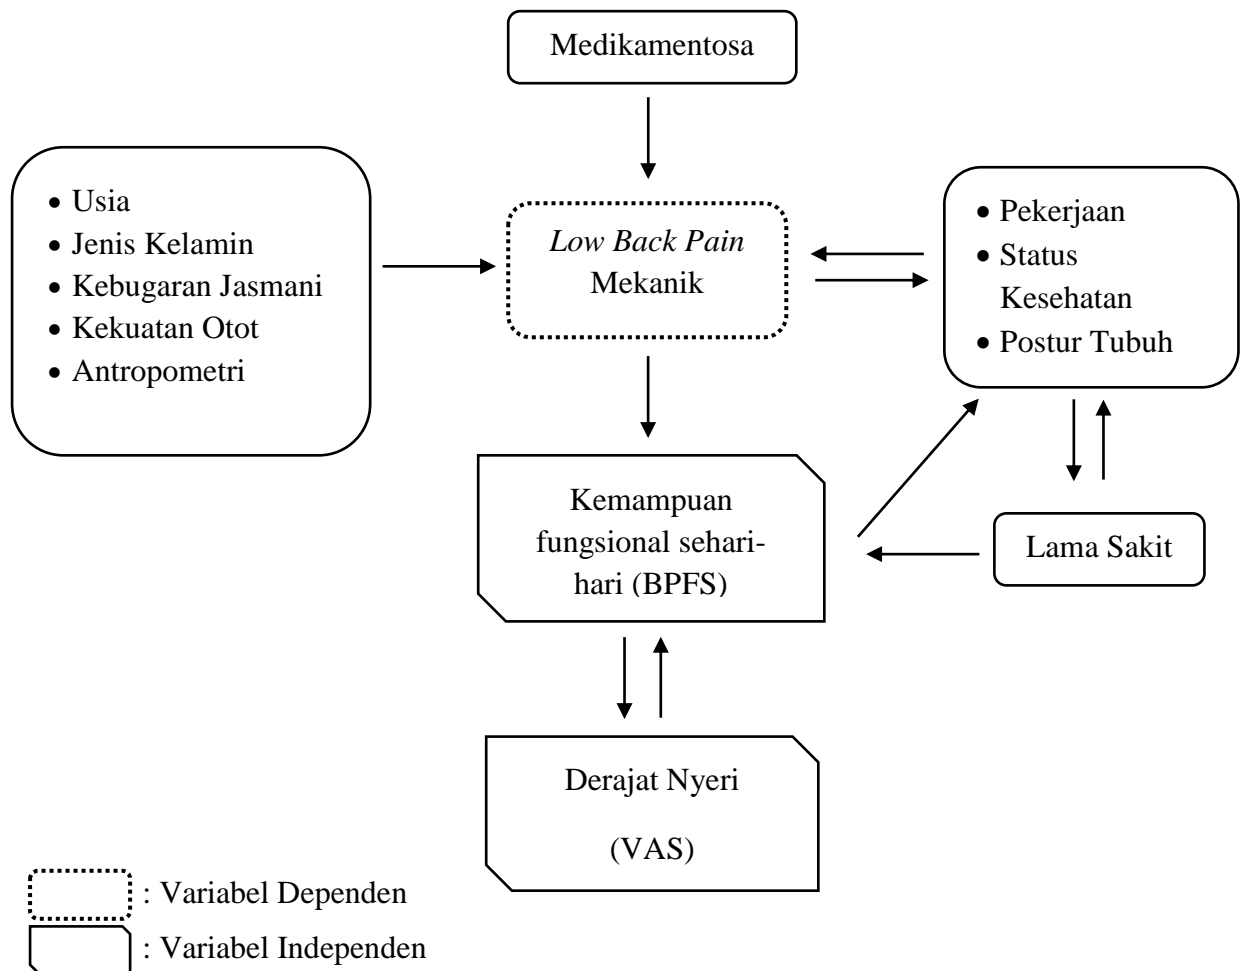 Medikamentosa
• Usia
• Jenis Kelamin
• Kebugaran Jasmani
• Kekuatan Otot
• Antropometri
Low Back Pain
Mekanik
• Pekerjaan
• Status
Kesehatan
• Postur Tubuh
Kemampuan
fungsional sehari-
hari (BPFS)
Lama Sakit
Derajat Nyeri
(VAS)
: Variabel Dependen
: Variabel Independen